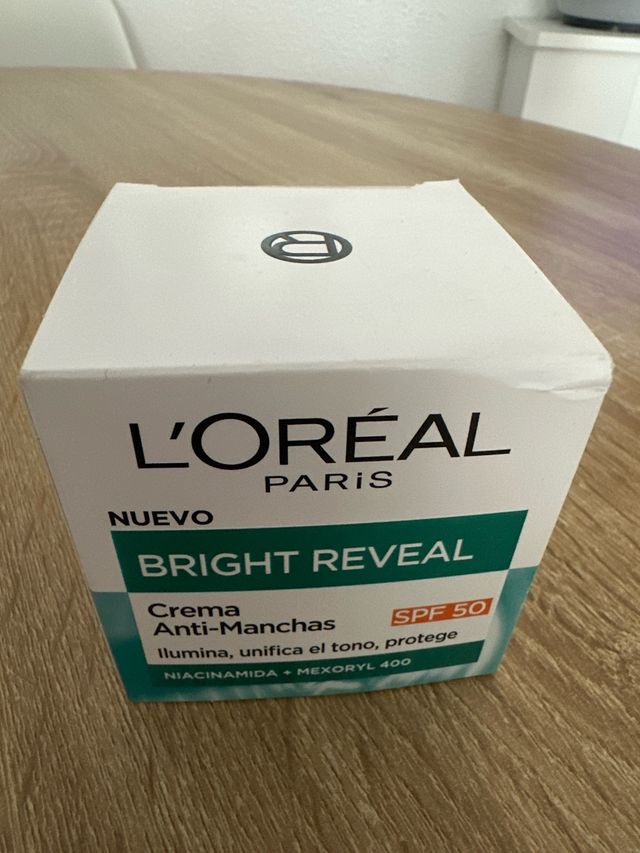 L'ORÉAL
PARiS
NUEVO
BRIGHT REVEAL
Crema
Anti-Manchas
SPF 50
Ilumina, unifica el tono, protege
NIACINAMIDA + MEXORYL 400